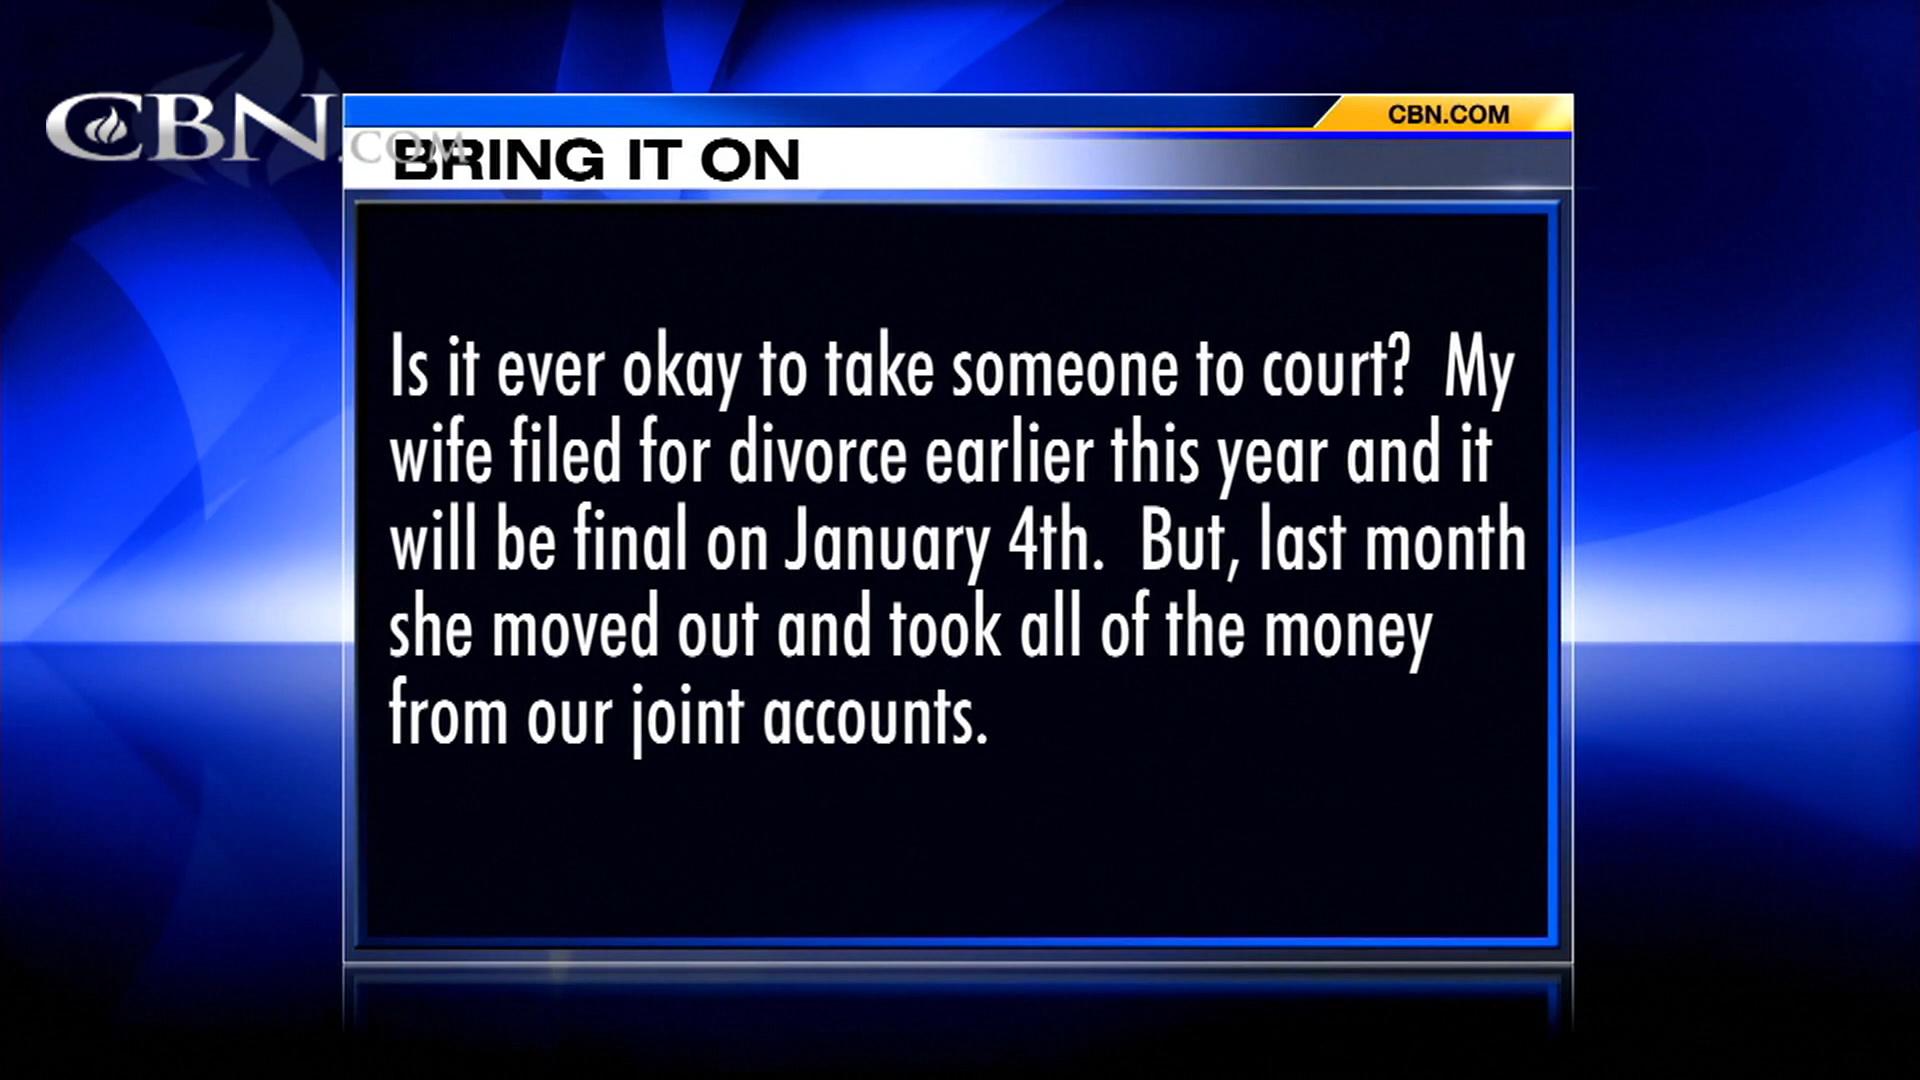 CBN.COM
CBN.COM
BRING IT ON
Is it ever okay to take someone to court?  My
wife filed for divorce earlier this year and it
will be final on January 4th.  But, last month
she moved out and took all of the money
from our joint accounts.